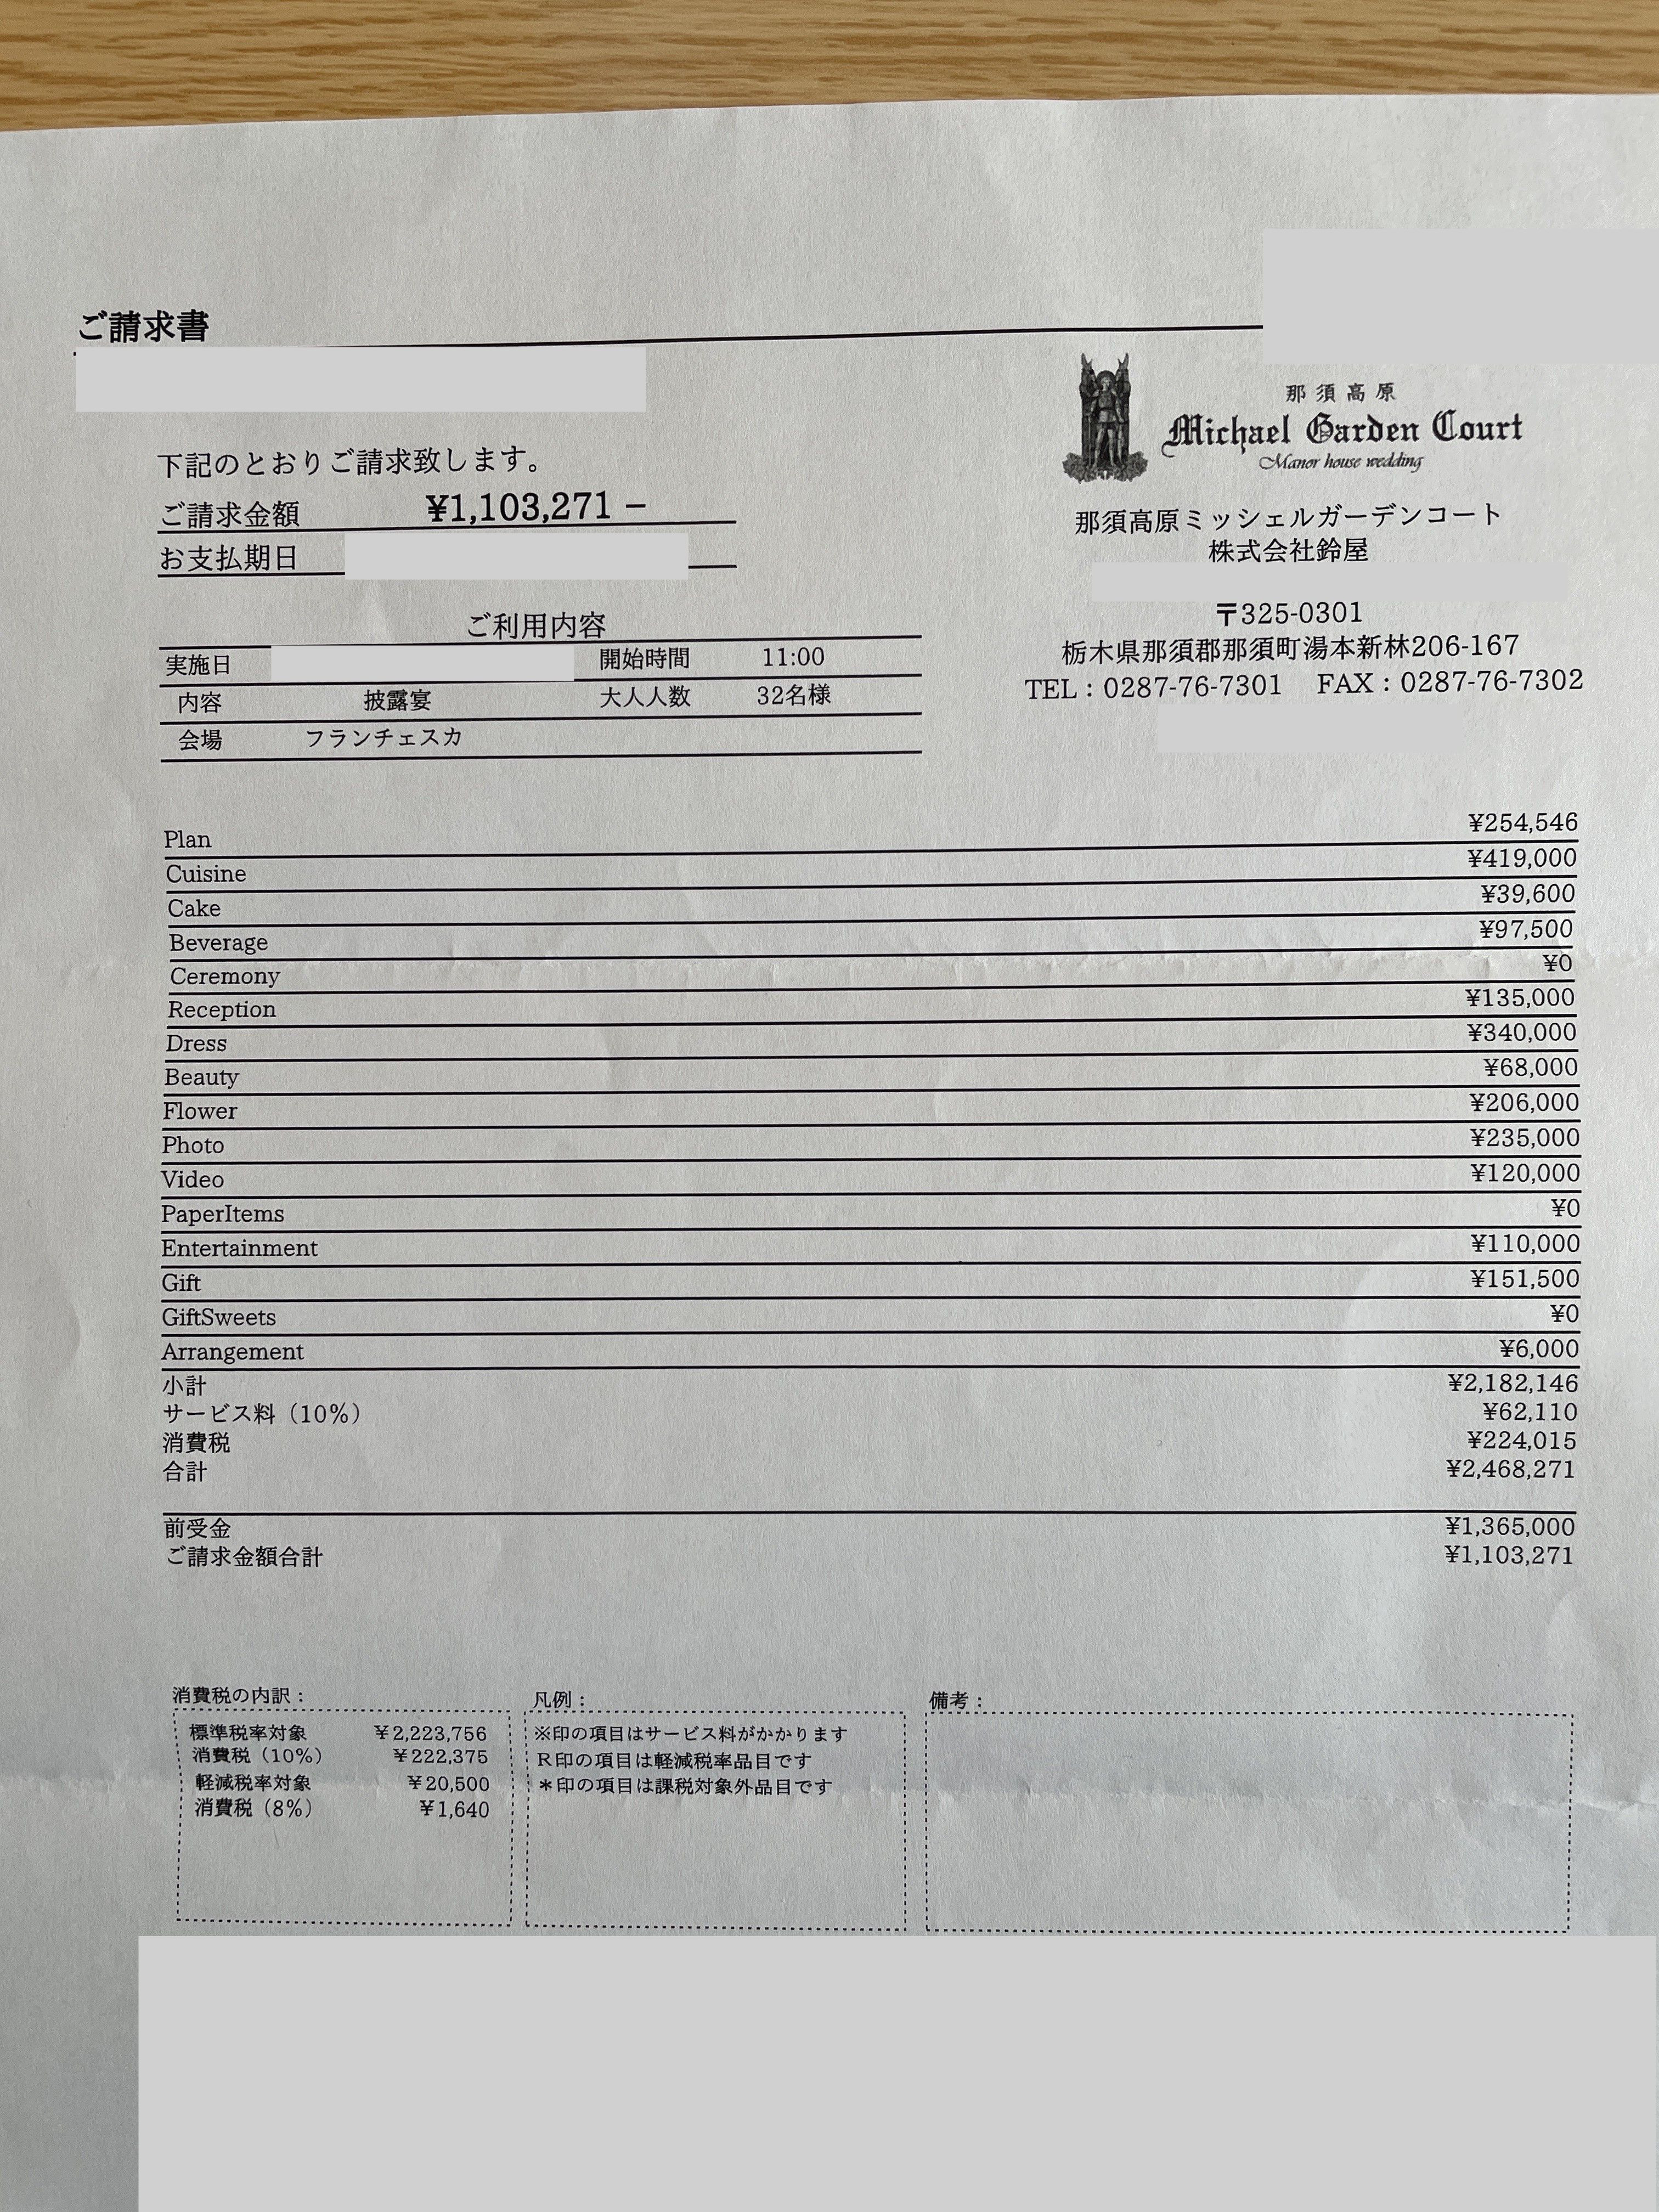 ご請求書
那須高原
Michael Garden Court
Manor house wedding
下記のとおりご請求致します。
ご請求金額 ¥1,103,271 −
お支払期日
那須高原ミッシェルガーデンコート
株式会社鈴屋
〒325-0301
栃木県那須郡那須町湯本新林206-167
TEL：0287-76-7301 FAX：0287-76-7302
ご利用内容
実施日 開始時間 11:00
内容 披露宴 大人人数 32名様
会場 フランチェスカ
Plan ¥254,546
Cuisine ¥419,000
Cake ¥39,600
Beverage ¥97,500
Ceremony ¥0
Reception ¥135,000
Dress ¥340,000
Beauty ¥68,000
Flower ¥206,000
Photo ¥235,000
Video ¥120,000
PaperItems ¥0
Entertainment ¥110,000
Gift ¥151,500
GiftSweets ¥0
Arrangement ¥6,000
小計 ¥2,182,146
サービス料（10%） ¥62,110
消費税 ¥224,015
合計 ¥2,468,271
前受金 ¥1,365,000
ご請求金額合計 ¥1,103,271
消費税の内訳：
標準税率対象 ¥2,223,756
消費税（10%） ¥222,375
軽減税率対象 ¥20,500
消費税（8%） ¥1,640
凡例：
※印の項目はサービス料がかかります
R印の項目は軽減税率品目です
＊印の項目は課税対象外品目です
備考：